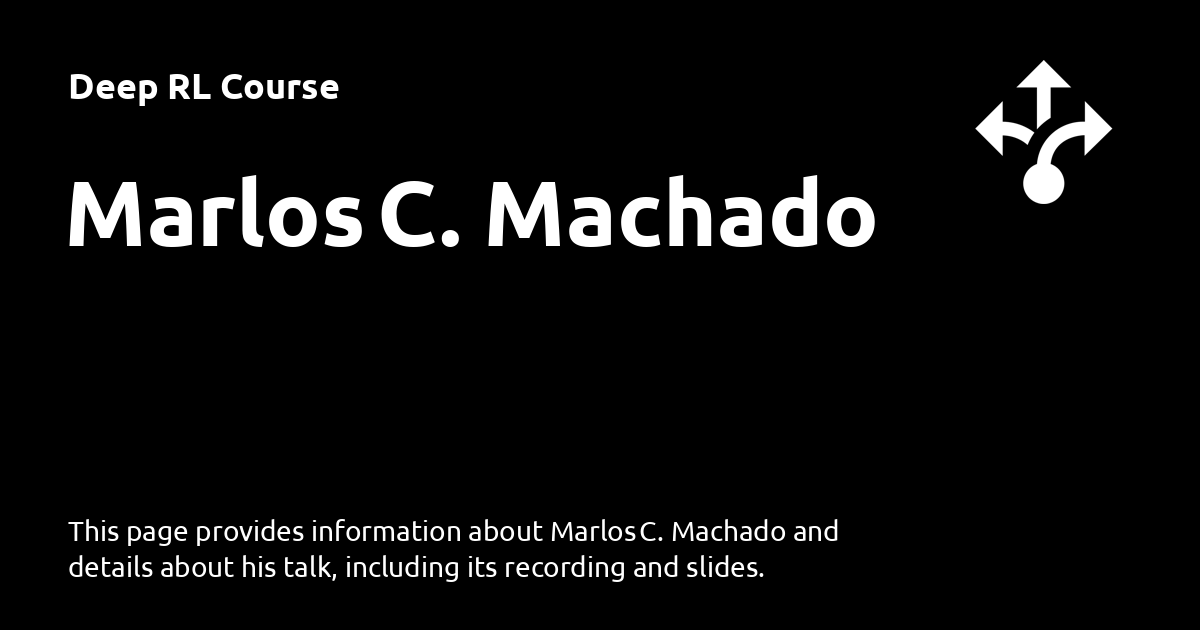 Deep RL Course
Marlos C. Machado
This page provides information about Marlos C. Machado and
details about his talk, including its recording and slides.